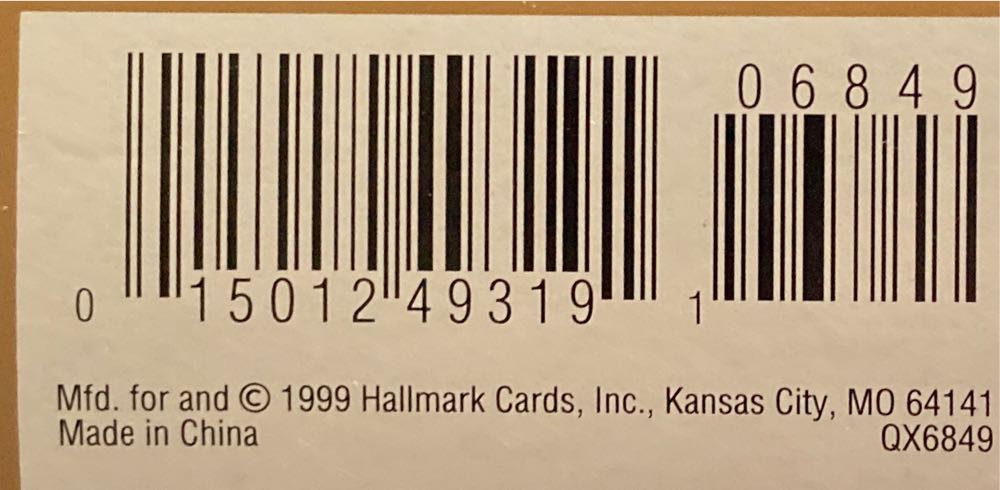 06849
0 15012 49319 1
Mfd. for and © 1999 Hallmark Cards, Inc., Kansas City, MO 64141
Made in China QX6849